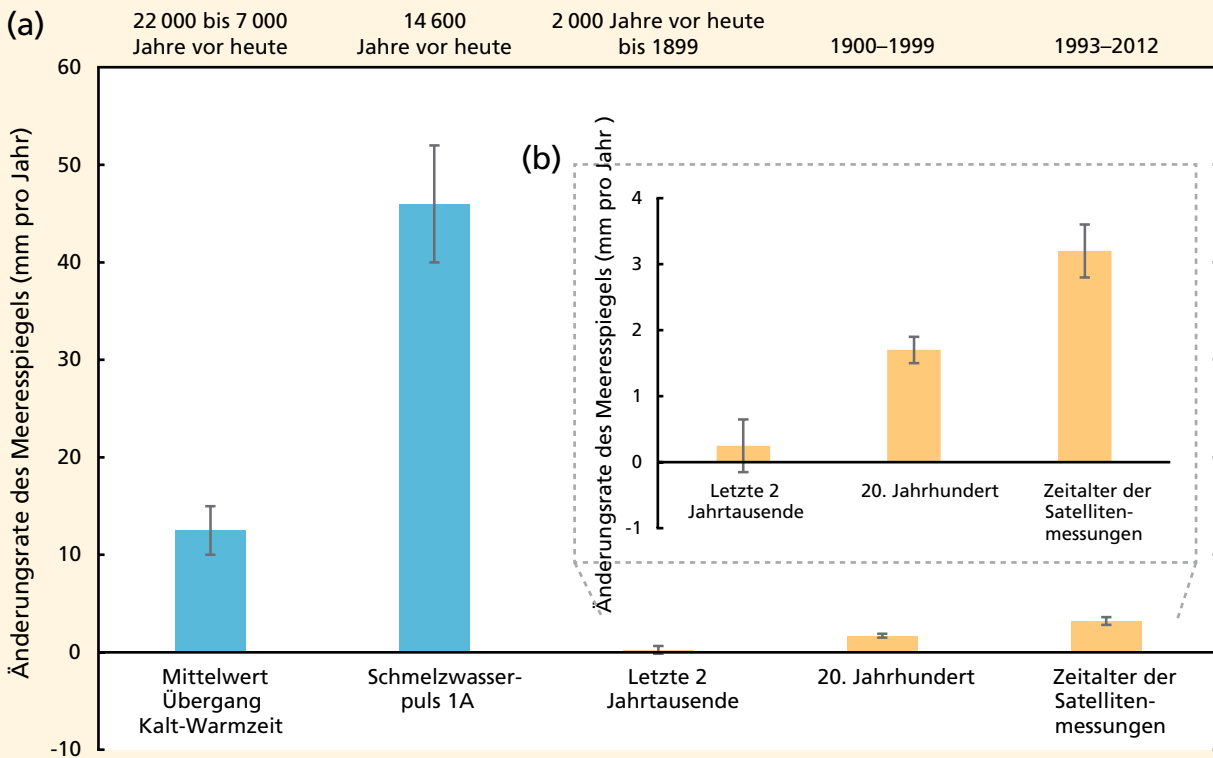 (a)
22 000 bis 7 000
Jahre vor heute
14 600
Jahre vor heute
2 000 Jahre vor heute
bis 1899
1900–1999
1993–2012
Änderungsrate des Meeresspiegels (mm pro Jahr)
60
50
40
30
20
10
0
-10
Mittelwert
Übergang
Kalt-Warmzeit
Schmelzwasser-
puls 1A
Letzte 2
Jahrtausende
20. Jahrhundert
Zeitalter der
Satelliten-
messungen
(b)
Änderungsrate des Meeresspiegels (mm pro Jahr )
4
3
2
1
0
-1
Letzte 2
Jahrtausende
20. Jahrhundert
Zeitalter der
Satelliten-
messungen